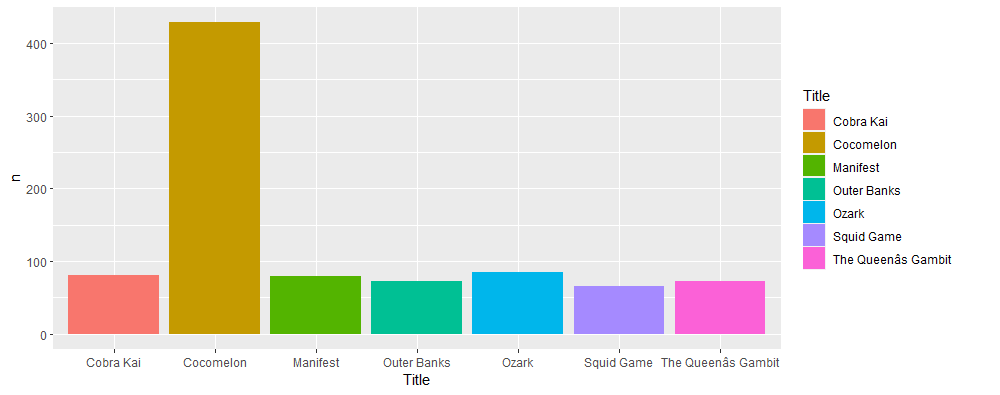 n
400
300
200
100
0
Cobra Kai Cocomelon Manifest Outer Banks Ozark Squid Game The Queenâs Gambit
Title
Title
Cobra Kai
Cocomelon
Manifest
Outer Banks
Ozark
Squid Game
The Queenâs Gambit